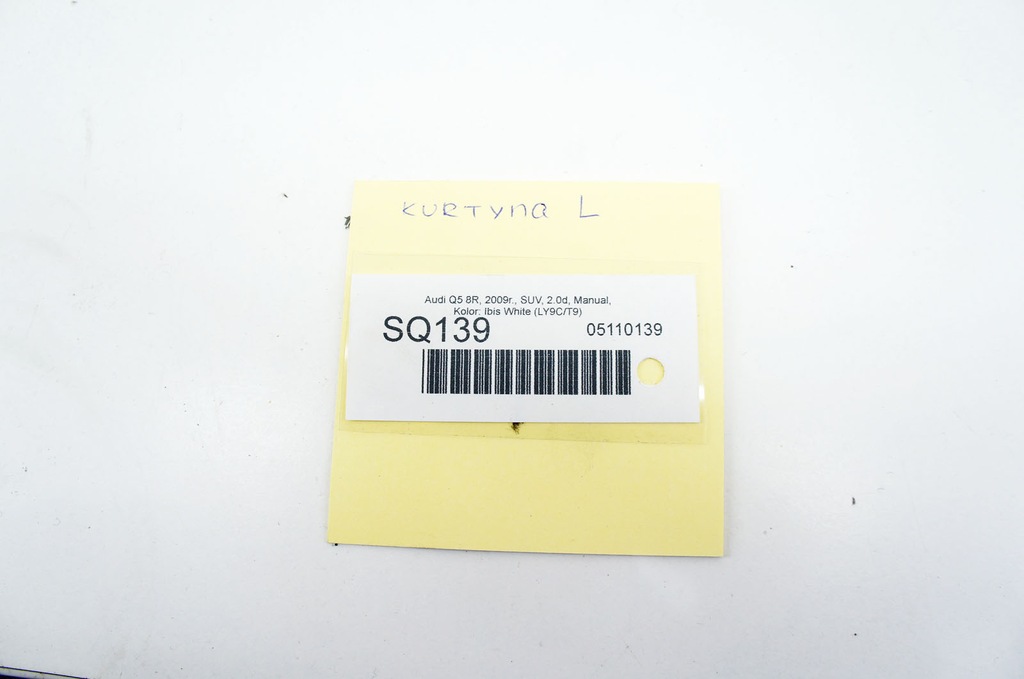 KURTYNA L
Audi Q5 8R, 2009r., SUV, 2.0d, Manual,
Kolor: Ibis White (LY9C/T9)
SQ139 05110139